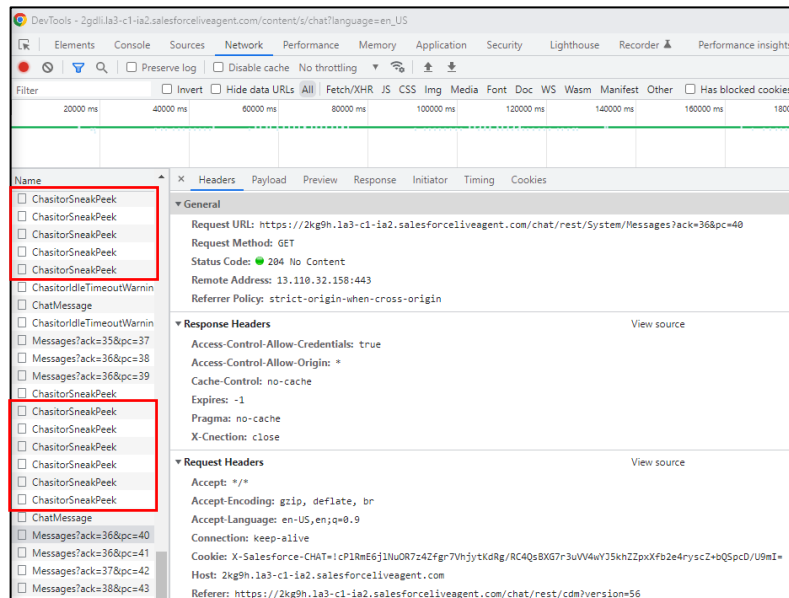 DevTools - 2gdli.la3-c1-ia2.salesforceliveagent.com/content/s/chat?language=en_US
Elements Console Sources Network Performance Memory Application Security Lighthouse Recorder Performance insights
Preserve log Disable cache No throttling
Filter Invert Hide data URLs All Fetch/XHR JS CSS Img Media Font Doc WS Wasm Manifest Other Has blocked cookies
20000 ms 40000 ms 60000 ms 80000 ms 100000 ms 120000 ms 140000 ms 160000 ms 1800
Name
ChasitorSneakPeek
ChasitorSneakPeek
ChasitorSneakPeek
ChasitorSneakPeek
ChasitorSneakPeek
ChasitorIdleTimeoutWarnin
ChatMessage
ChasitorIdleTimeoutWarnin
Messages?ack=35&pc=37
Messages?ack=36&pc=38
Messages?ack=36&pc=39
ChasitorSneakPeek
ChasitorSneakPeek
ChasitorSneakPeek
ChasitorSneakPeek
ChasitorSneakPeek
ChasitorSneakPeek
ChasitorSneakPeek
ChatMessage
Messages?ack=36&pc=40
Messages?ack=36&pc=41
Messages?ack=37&pc=42
Messages?ack=38&pc=43
× Headers Payload Preview Response Initiator Timing Cookies
General
Request URL: https://2kg9h.la3-c1-ia2.salesforceliveagent.com/chat/rest/System/Messages?ack=36&pc=40
Request Method: GET
Status Code: 204 No Content
Remote Address: 13.110.32.158:443
Referrer Policy: strict-origin-when-cross-origin
Response Headers View source
Access-Control-Allow-Credentials: true
Access-Control-Allow-Origin: *
Cache-Control: no-cache
Expires: -1
Pragma: no-cache
X-Cnection: close
Request Headers View source
Accept: */*
Accept-Encoding: gzip, deflate, br
Accept-Language: en-US,en;q=0.9
Connection: keep-alive
Cookie: X-Salesforce-CHAT=!cPlRmE6jlNuOR7z4Zfgr7VhjytKdRg/RC4QsBXG7r3uVV4wYJ5khZZpxXfb2e4ryscZ+bQSpcD/U9mI=
Host: 2kg9h.la3-c1-ia2.salesforceliveagent.com
Referer: https://2kg9h.la3-c1-ia2.salesforceliveagent.com/chat/rest/cdm?version=56